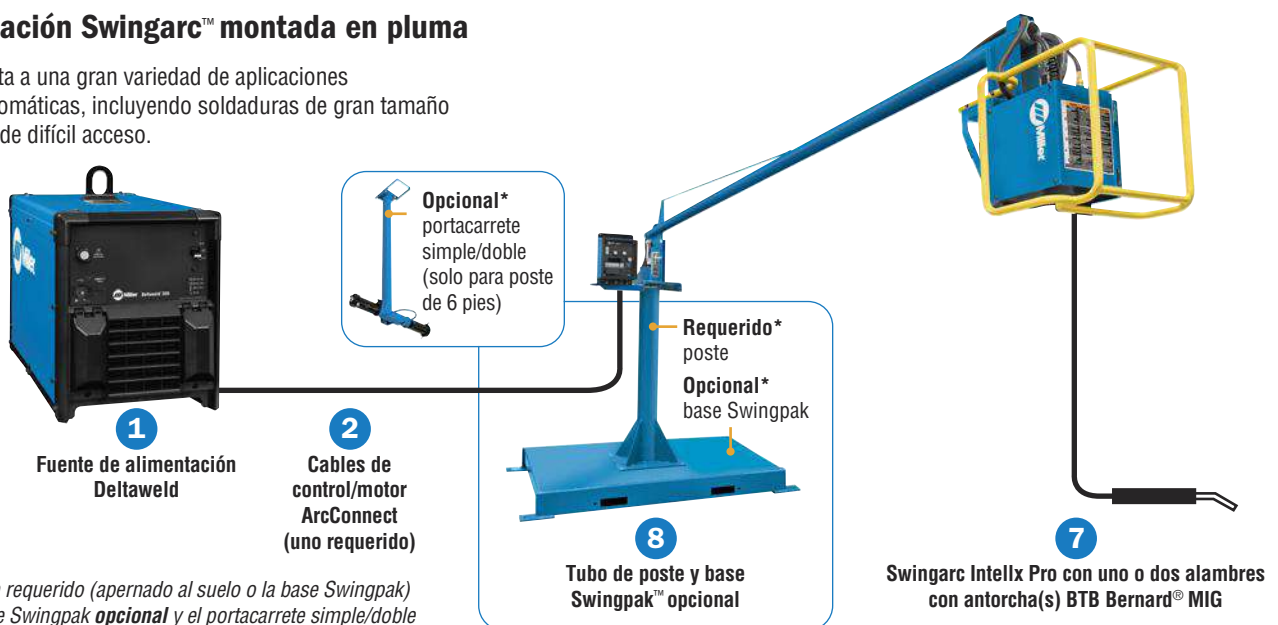 ación Swingarc™ montada en pluma
ta a una gran variedad de aplicaciones
omáticas, incluyendo soldaduras de gran tamaño
de difícil acceso.
Opcional*
portacarrete
simple/doble
(solo para poste
de 6 pies)
Miller
Miller
Miller
Requerido*
poste
Opcional*
base Swingpak
1
Fuente de alimentación
Deltaweld
2
Cables de
control/motor
ArcConnect
(uno requerido)
8
Tubo de poste y base
Swingpak™ opcional
7
Swingarc Intellx Pro con uno o dos alambres
con antorcha(s) BTB Bernard® MIG
requerido (apernado al suelo o la base Swingpak)
e Swingpak opcional y el portacarrete simple/doble